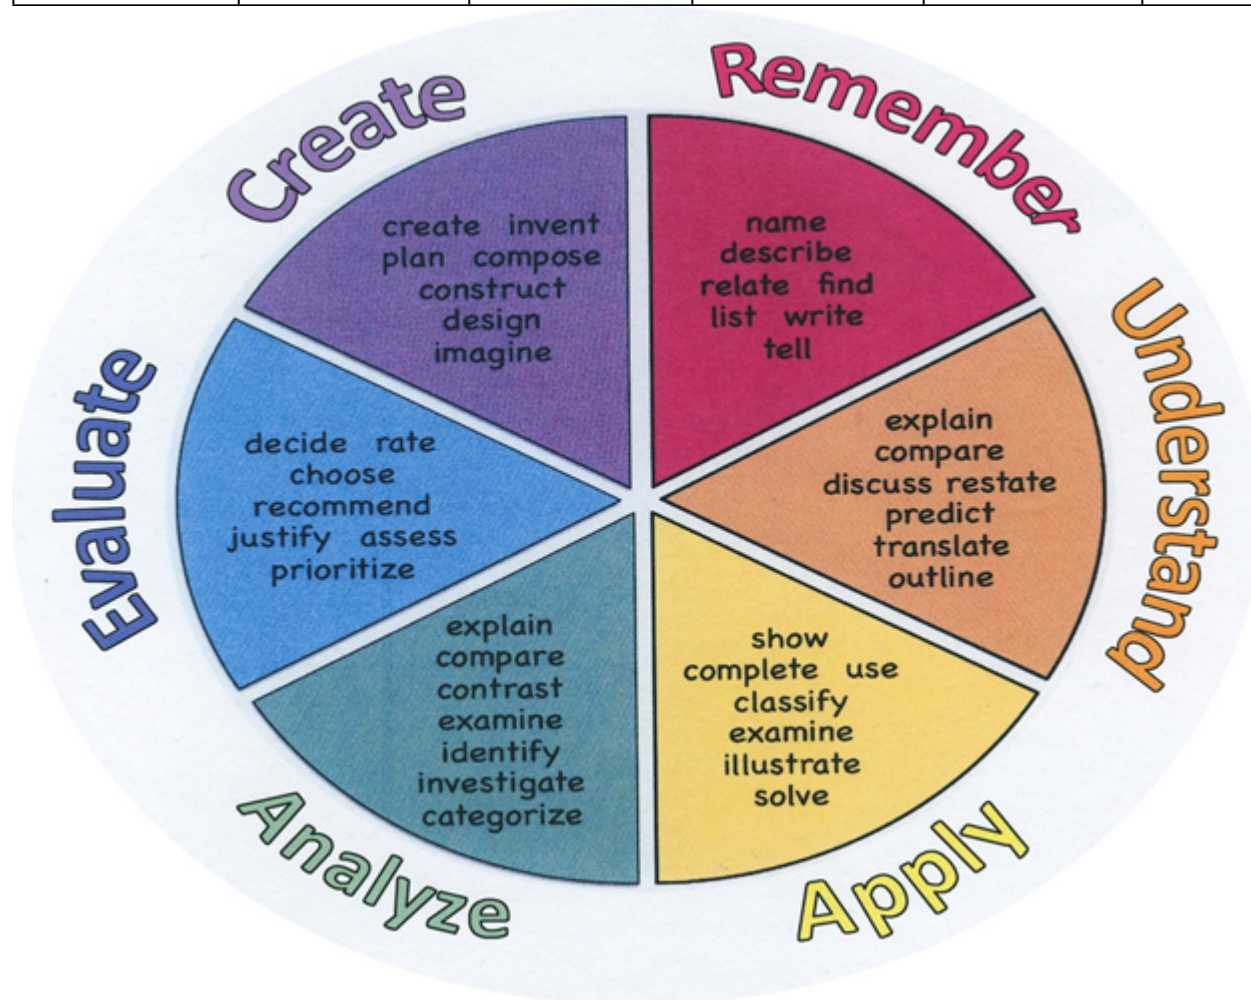 Remember
name
describe
relate find
list write
tell
Understand
explain
compare
discuss restate
predict
translate
outline
Apply
show
complete use
classify
examine
illustrate
solve
Analyze
explain
compare
contrast
examine
identify
investigate
categorize
Evaluate
decide rate
choose
recommend
justify assess
prioritize
Create
create invent
plan compose
construct
design
imagine